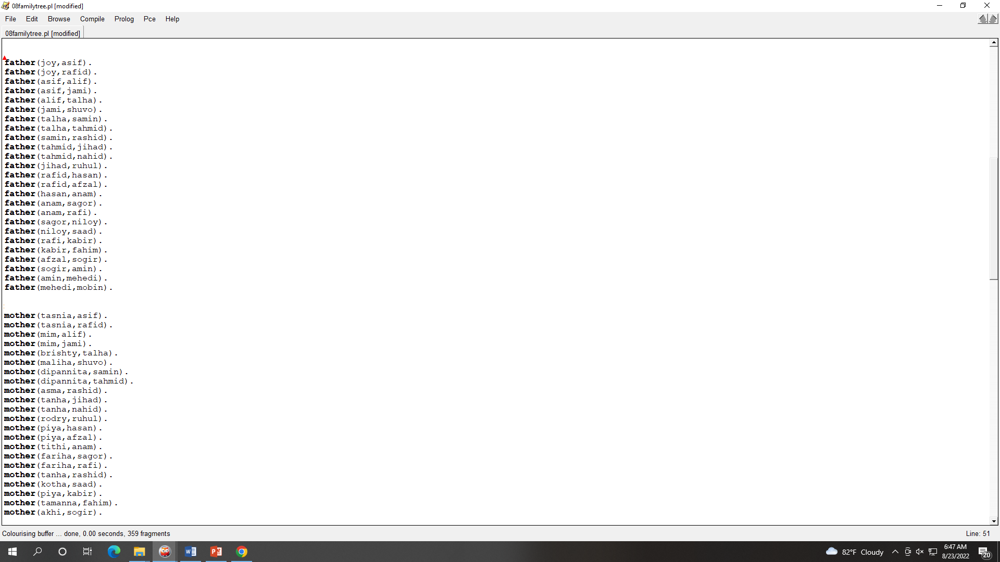 08familytree.pl [modified]
File Edit Browse Compile Prolog Pce Help
08familytree.pl [modified]
father(joy,asif).
father(joy,rafid).
father(asif,alif).
father(asif,jami).
father(alif,talha).
father(jami,shuvo).
father(talha,samin).
father(talha,tahmid).
father(samin,rashid).
father(tahmid,jihad).
father(tahmid,nahid).
father(jihad,ruhul).
father(rafid,hasan).
father(rafid,afzal).
father(hasan,anam).
father(anam,sagor).
father(anam,rafi).
father(sagor,niloy).
father(niloy,saad).
father(rafi,kabir).
father(kabir,fahim).
father(afzal,sogir).
father(sogir,amin).
father(amin,mehedi).
father(mehedi,mobin).
mother(tasnia,asif).
mother(tasnia,rafid).
mother(mim,alif).
mother(mim,jami).
mother(brishty,talha).
mother(maliha,shuvo).
mother(dipannita,samin).
mother(dipannita,tahmid).
mother(asma,rashid).
mother(tanha,jihad).
mother(tanha,nahid).
mother(rodry,ruhul).
mother(piya,hasan).
mother(piya,afzal).
mother(tithi,anam).
mother(fariha,sagor).
mother(fariha,rafi).
mother(tanha,rashid).
mother(kotha,saad).
mother(piya,kabir).
mother(tamanna,fahim).
mother(akhi,sogir).
Colourising buffer ... done, 0.00 seconds, 359 fragments Line: 51
82°F Cloudy 6:47 AM
8/23/2022 20